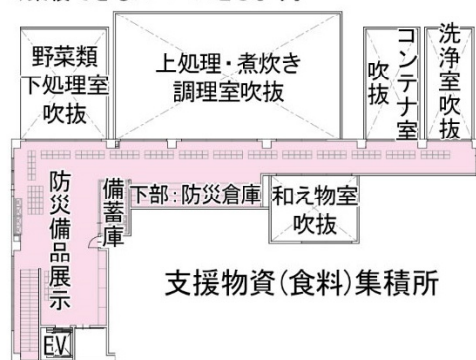 野菜類
下処理室
吹抜
上処理・煮炊き
調理室吹抜
コンテナ室
吹抜
洗浄室吹抜
防災備品展示
備蓄庫
下部：防災倉庫
和え物室
吹抜
支援物資(食料)集積所
EV